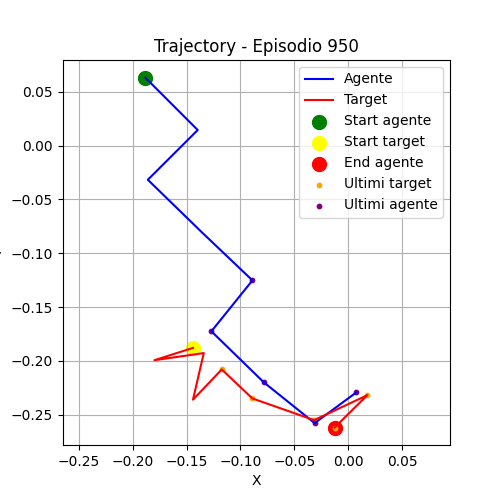 Trajectory - Episodio 950
Agente
Target
Start agente
Start target
End agente
Ultimi target
Ultimi agente
0.05
0.00
−0.05
−0.10
−0.15
−0.20
−0.25
−0.25 −0.20 −0.15 −0.10 −0.05 0.00 0.05
X